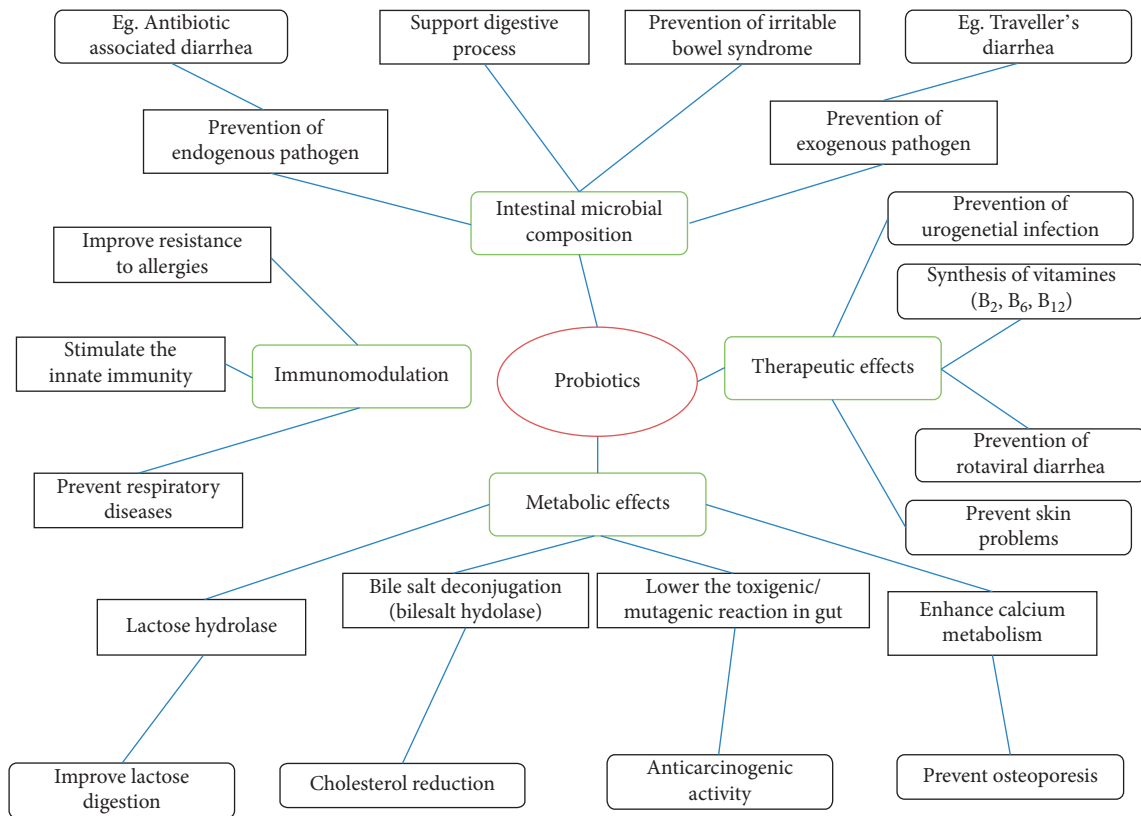 Eg. Antibiotic
associated diarrhea
Support digestive
process
Prevention of irritable
bowel syndrome
Eg. Traveller's
diarrhea
Prevention of
endogenous pathogen
Prevention of
exogenous pathogen
Intestinal microbial
composition
Prevention of
urogenetial infection
Improve resistance
to allergies
Synthesis of vitamines
(B2, B6, B12)
Stimulate the
innate immunity
Immunomodulation
Probiotics
Therapeutic effects
Prevention of
rotaviral diarrhea
Prevent respiratory
diseases
Metabolic effects
Prevent skin
problems
Lactose hydrolase
Bile salt deconjugation
(bilesalt hydolase)
Lower the toxigenic/
mutagenic reaction in gut
Enhance calcium
metabolism
Improve lactose
digestion
Cholesterol reduction
Anticarcinogenic
activity
Prevent osteoporesis